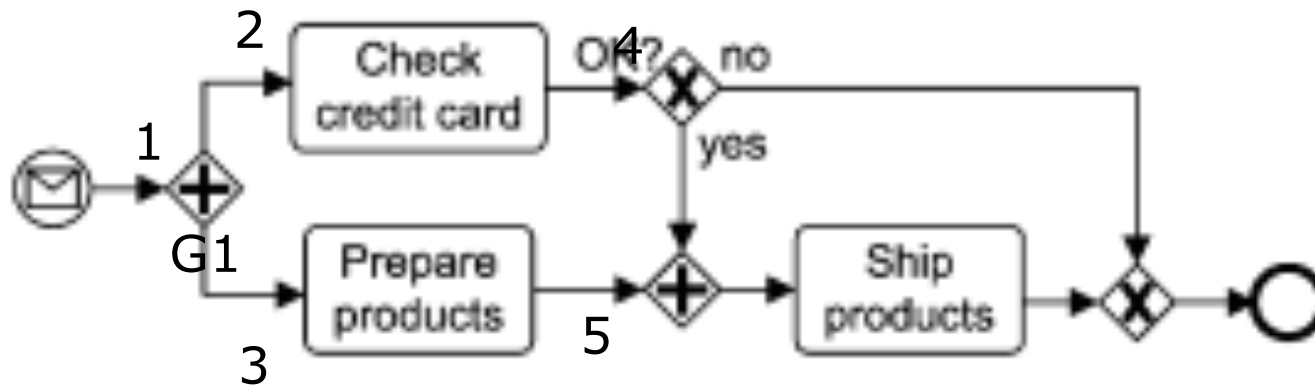 2
Check
credit card
OK?
4
no
1
yes
G1
Prepare
products
Ship
products
5
3